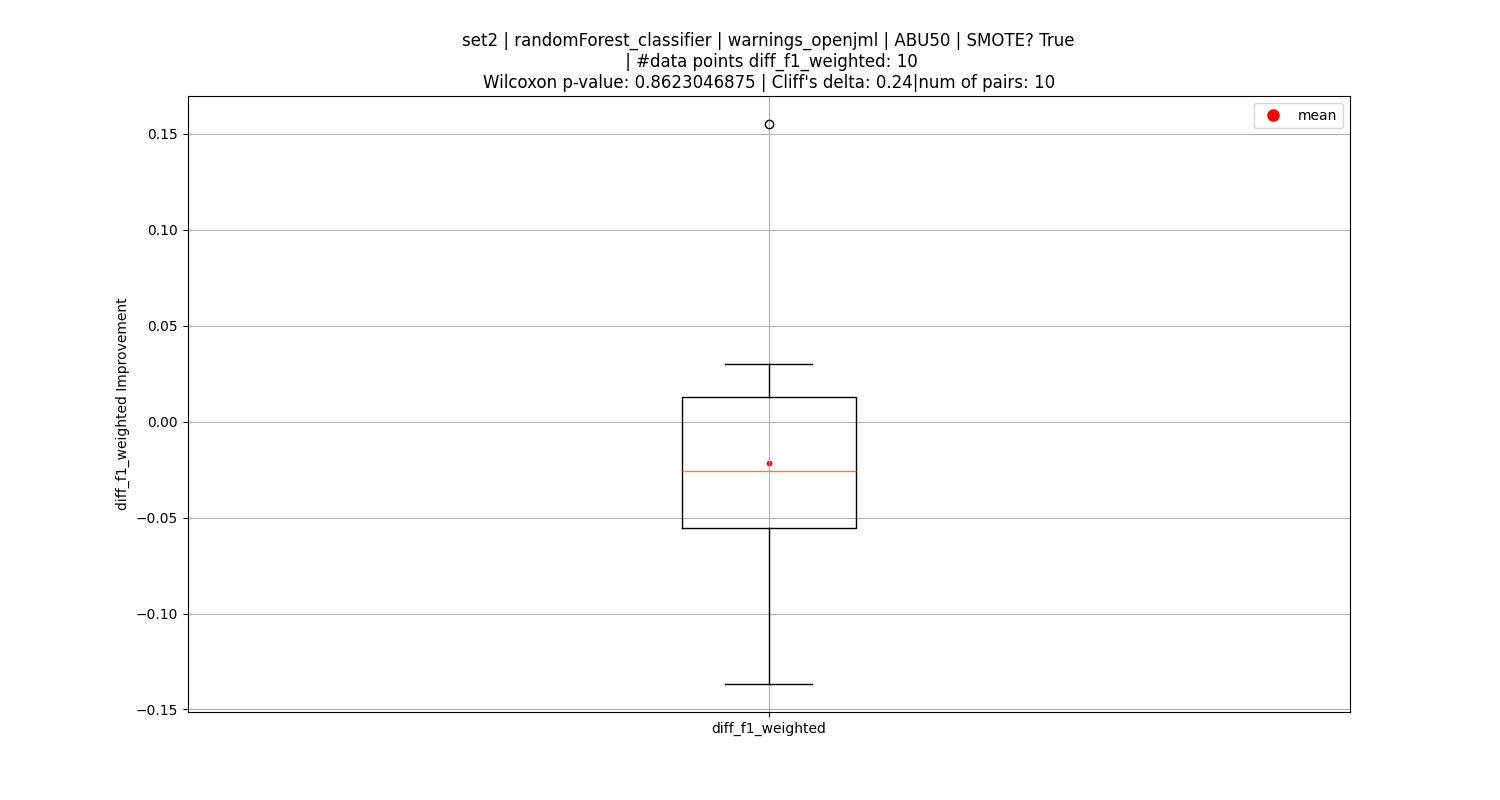 set2 | randomForest_classifier | warnings_openjml | ABU50 | SMOTE? True
| #data points diff_f1_weighted: 10
Wilcoxon p-value: 0.8623046875 | Cliff's delta: 0.24|num of pairs: 10
mean
0.15
0.10
0.05
0.00
−0.05
−0.10
−0.15
diff_f1_weighted Improvement
diff_f1_weighted